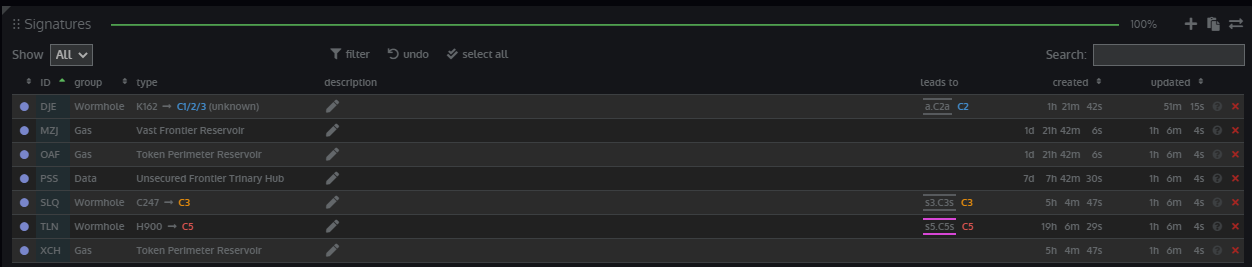 Signatures 100%
Show All filter undo select all Search:
ID group type description leads to created updated
DJE Wormhole K162 → C1/2/3 (unknown) a.C2a C2 1h 21m 42s 51m 15s
MZJ Gas Vast Frontier Reservoir 1d 21h 42m 6s 1h 6m 4s
OAF Gas Token Perimeter Reservoir 1d 21h 42m 6s 1h 6m 4s
PSS Data Unsecured Frontier Trinary Hub 7d 7h 42m 30s 1h 6m 4s
SLQ Wormhole C247 → C3 s3.C3s C3 5h 4m 47s 1h 6m 4s
TLN Wormhole H900 → C5 s5.C5s C5 19h 6m 29s 1h 6m 4s
XCH Gas Token Perimeter Reservoir 5h 4m 47s 1h 6m 4s